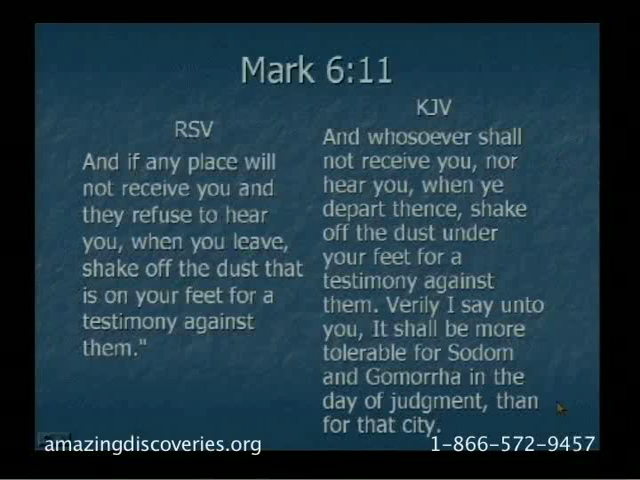 Mark 6:11
RSV
And if any place will
not receive you and
they refuse to hear
you, when you leave,
shake off the dust that
is on your feet for a
testimony against
them."
KJV
And whosoever shall
not receive you, nor
hear you, when ye
depart thence, shake
off the dust under
your feet for a
testimony against
them. Verily I say unto
you, It shall be more
tolerable for Sodom
and Gomorrha in the
day of judgment, than
for that city.
amazingdiscoveries.org
1-866-572-9457